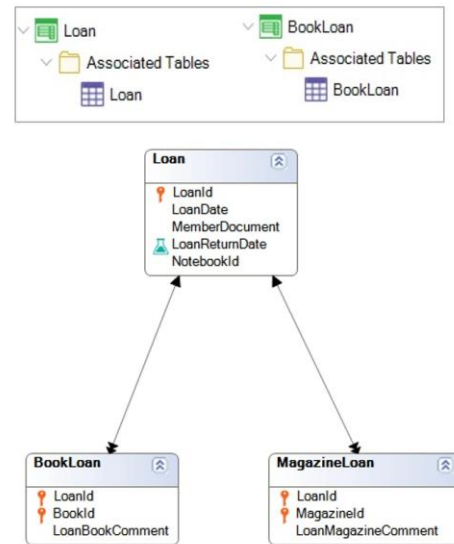 Loan
Associated Tables
Loan
BookLoan
Associated Tables
BookLoan
Loan
LoanId
LoanDate
MemberDocument
LoanReturnDate
NotebookId
BookLoan
LoanId
BookId
LoanBookComment
MagazineLoan
LoanId
MagazineId
LoanMagazineComment